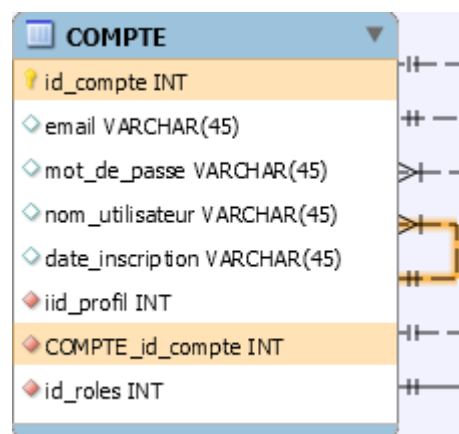 COMPTE
id_compte INT
email VARCHAR(45)
mot_de_passe VARCHAR(45)
nom_utilisateur VARCHAR(45)
date_inscription VARCHAR(45)
iid_profil INT
COMPTE_id_compte INT
id_roles INT